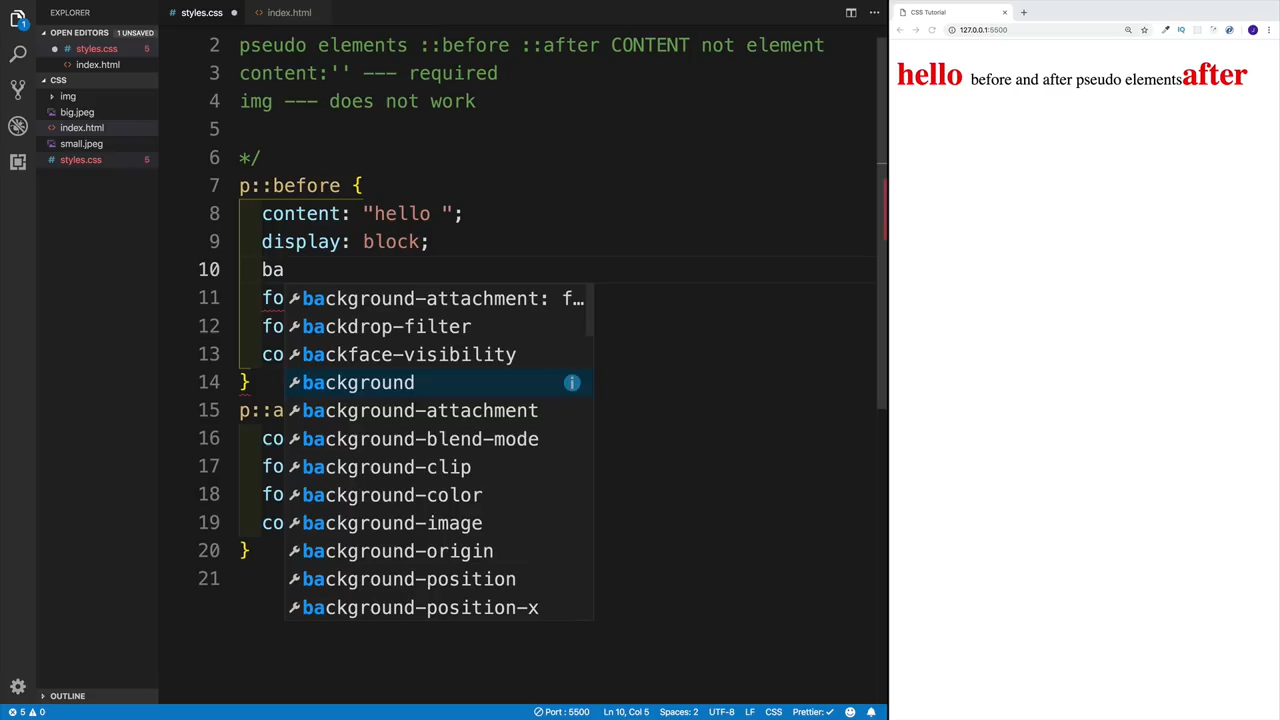 EXPLORER
OPEN EDITORS 1 UNSAVED
styles.css 5
index.html
CSS
img
big.jpeg
index.html
small.jpeg
styles.css 5
OUTLINE
1
styles.css
index.html
2 pseudo elements ::before ::after CONTENT not element
3 content:'' --- required
4 img --- does not work
5
6 */
7 p::before {
8 content: "hello ";
9 display: block;
10 ba
11 fo
12 fo
13 co
14 }
15 p::a
16 co
17 fo
18 fo
19 co
20 }
21
background-attachment: f…
backdrop-filter
backface-visibility
background
background-attachment
background-blend-mode
background-clip
background-color
background-image
background-origin
background-position
background-position-x
5 0
Port : 5500
Ln 10, Col 5
Spaces: 2
UTF-8
LF
CSS
Prettier: ✓
CSS Tutorial
127.0.0.1:5500
IQ
J
hello before and after pseudo elementsafter